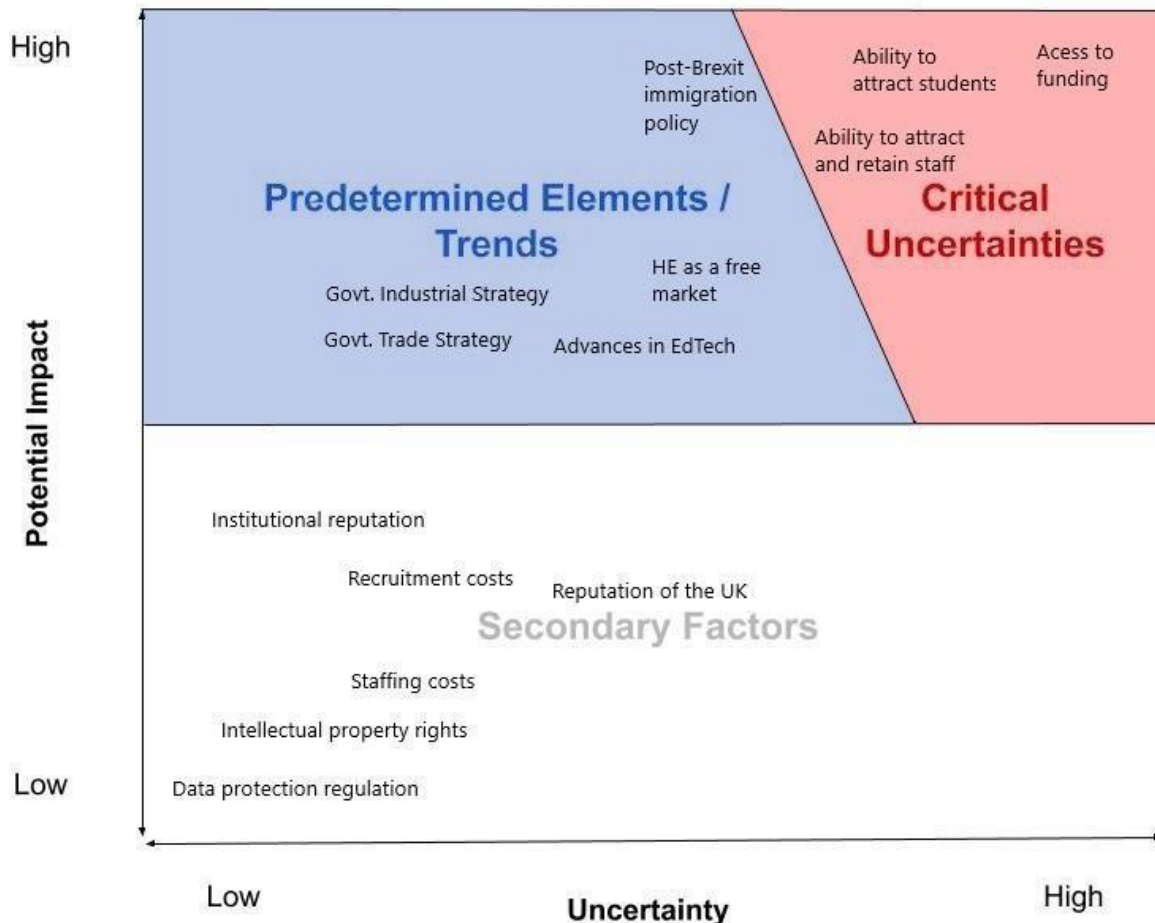 High
Post-Brexit
immigration
policy
Ability to
attract students
Acess to
funding
Ability to attract
and retain staff
Predetermined Elements /
Trends
Critical
Uncertainties
HE as a free
market
Govt. Industrial Strategy
Govt. Trade Strategy
Advances in EdTech
Potential Impact
Institutional reputation
Recruitment costs
Reputation of the UK
Secondary Factors
Staffing costs
Intellectual property rights
Data protection regulation
Low
Low
Uncertainty
High